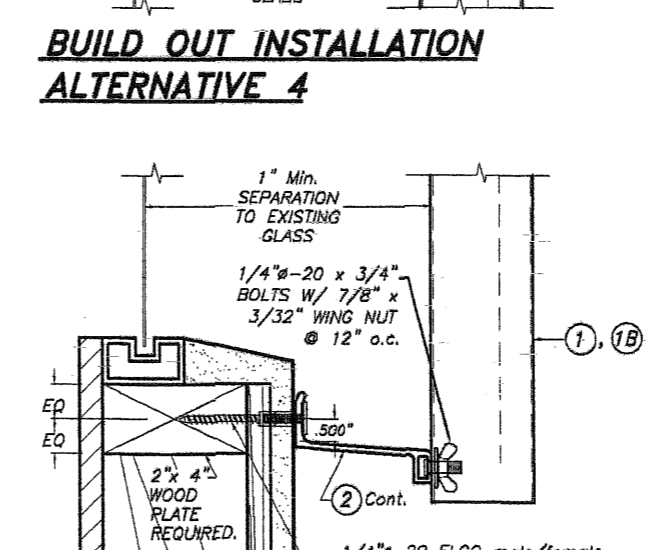 GLASS
BUILD OUT INSTALLATION
ALTERNATIVE 4
1" Min.
SEPARATION
TO EXISTING
GLASS
1/4"ø-20 x 3/4"
BOLTS W/ 7/8" x
3/32" WING NUT
@ 12" o.c.
1, 1B
EQ
.500"
EQ
2"x 4"
WOOD
PLATE
REQUIRED.
2 Cont.